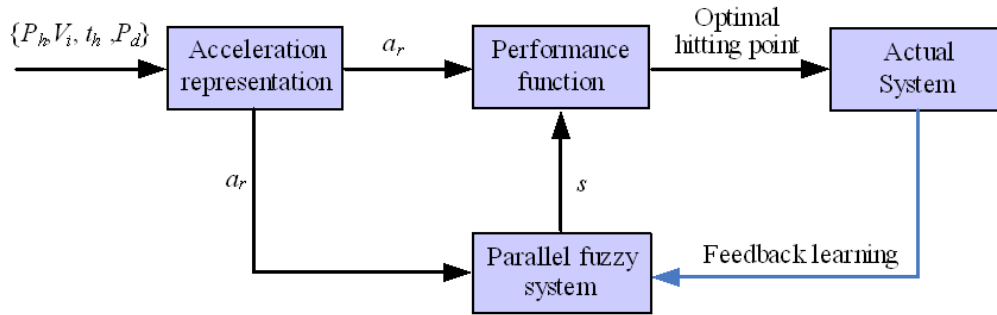 {P_h, V_i, t_h ,P_d}
Acceleration
representation
a_r
Performance
function
Optimal
hitting point
Actual
System
a_r
s
Parallel fuzzy
system
Feedback learning